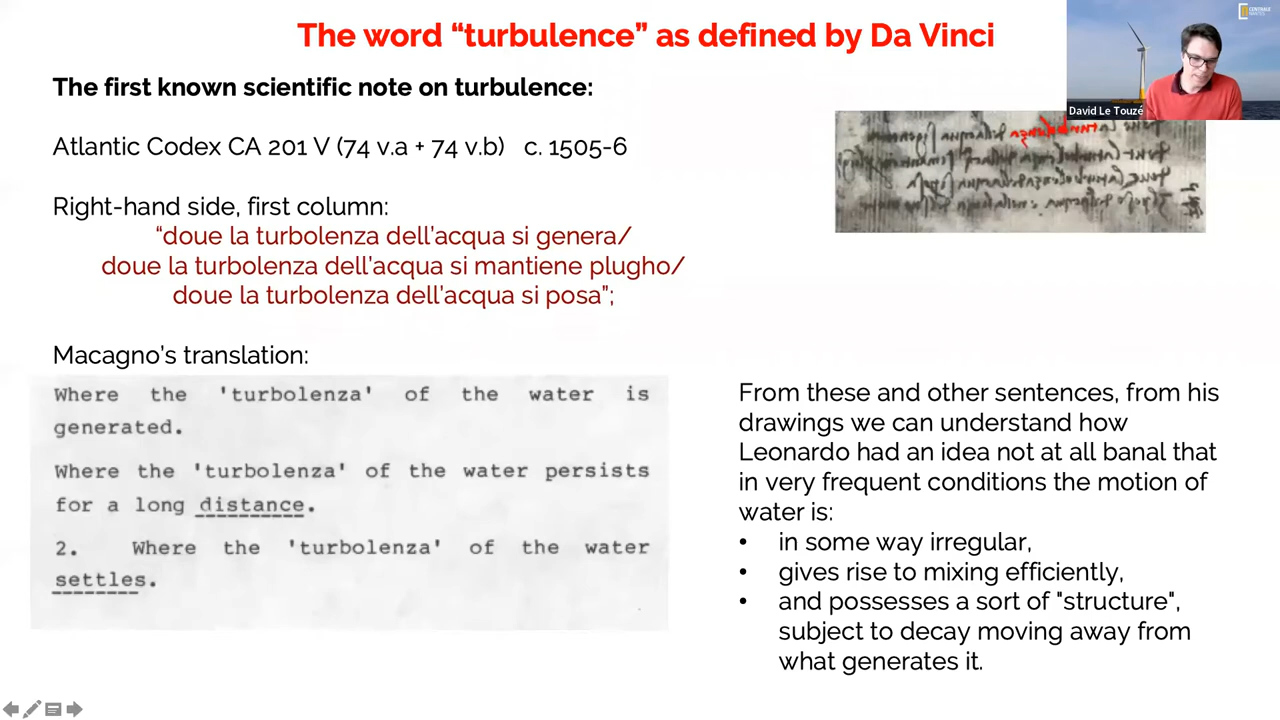 The word “turbulence” as defined by Da Vinci
CENTRALE
NANTES
David Le Touzé
The first known scientific note on turbulence:
Atlantic Codex CA 201 V (74 v.a + 74 v.b) c. 1505-6
Right-hand side, first column:
“doue la turbolenza dell’acqua si genera/
doue la turbolenza dell’acqua si mantiene plugho/
doue la turbolenza dell’acqua si posa”;
Macagno’s translation:
Where the 'turbolenza' of the water is
generated.
Where the 'turbolenza' of the water persists
for a long distance.
2. Where the 'turbolenza' of the water
settles.
From these and other sentences, from his
drawings we can understand how
Leonardo had an idea not at all banal that
in very frequent conditions the motion of
water is:
• in some way irregular,
• gives rise to mixing efficiently,
• and possesses a sort of "structure",
subject to decay moving away from
what generates it.